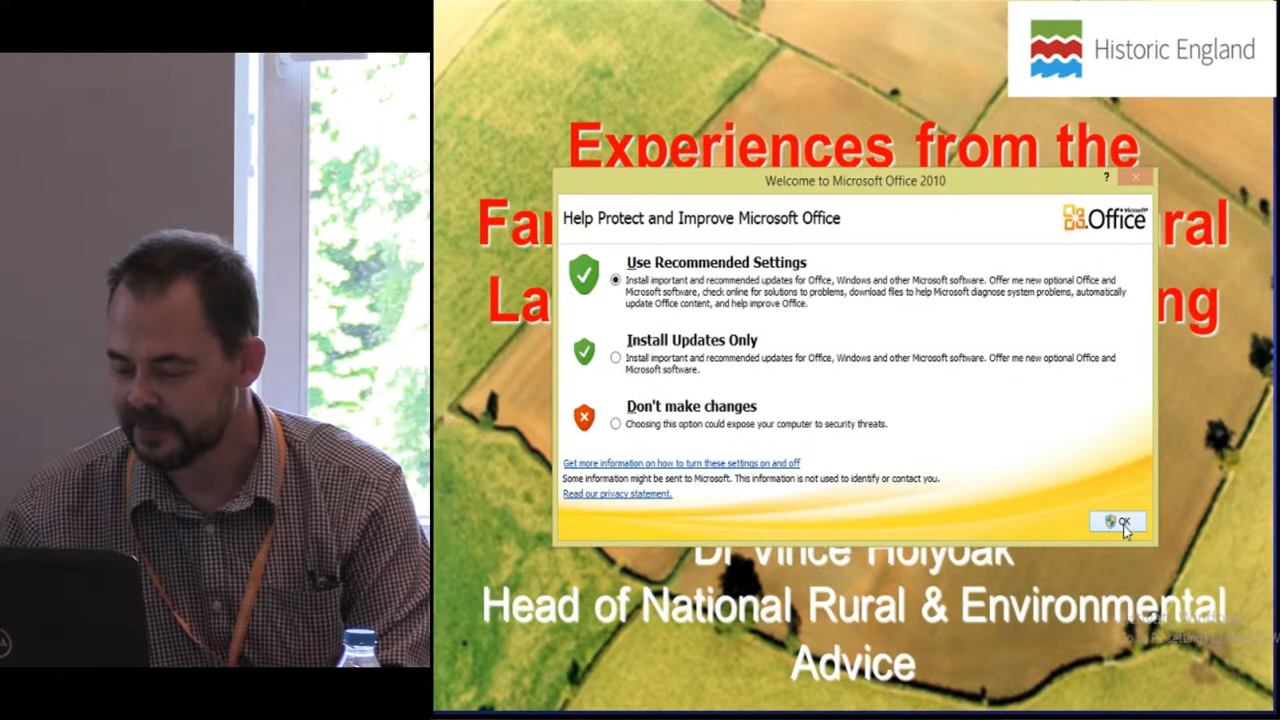 Historic England
Experiences from the
Welcome to Microsoft Office 2010
?
Help Protect and Improve Microsoft Office
Microsoft
Office
Use Recommended Settings
Install important and recommended updates for Office, Windows and other Microsoft software. Offer me new optional Office and
Microsoft software, check online for solutions to problems, download files to help Microsoft diagnose system problems, automatically
update Office content, and help improve Office.
Install Updates Only
Install important and recommended updates for Office, Windows and other Microsoft software. Offer me new optional Office and
Microsoft software.
Don't make changes
Choosing this option could expose your computer to security threats.
Get more information on how to turn these settings on and off
Some information might be sent to Microsoft. This information is not used to identify or contact you.
Read our privacy statement.
OK
Dr Vince Holyoak
Head of National Rural & Environmental
Advice